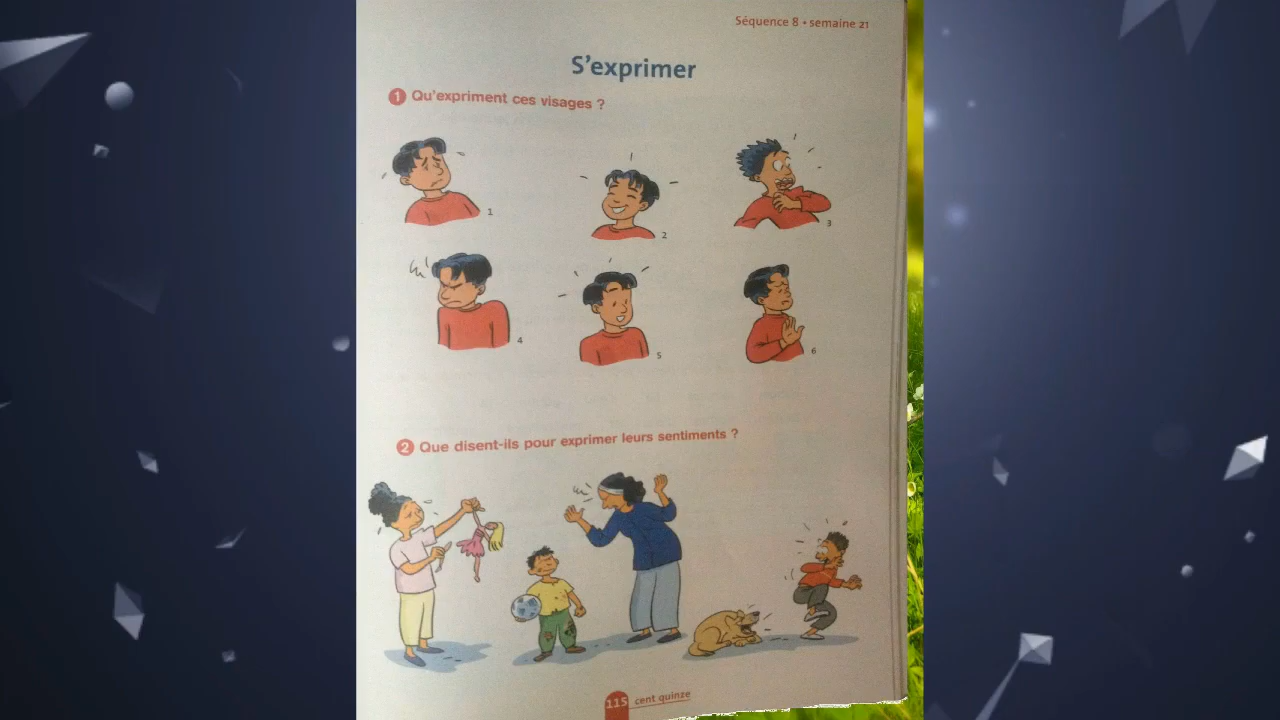 Séquence 8 • semaine 21
S'exprimer
1 Qu'expriment ces visages ?
1
2
3
4
5
6
2 Que disent-ils pour exprimer leurs sentiments ?
115 cent quinze